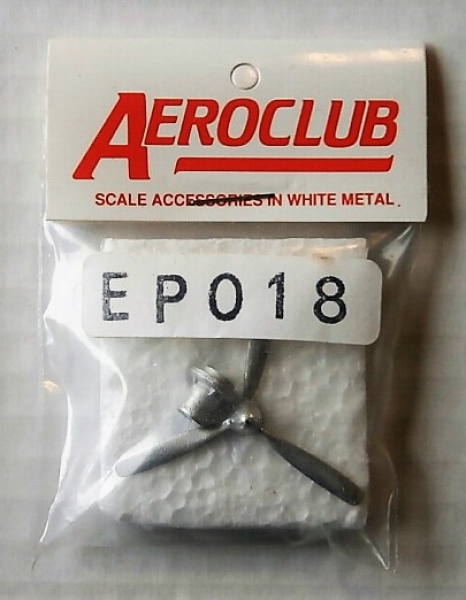 AEROCLUB
SCALE ACCESSORIES IN WHITE METAL.
EP018